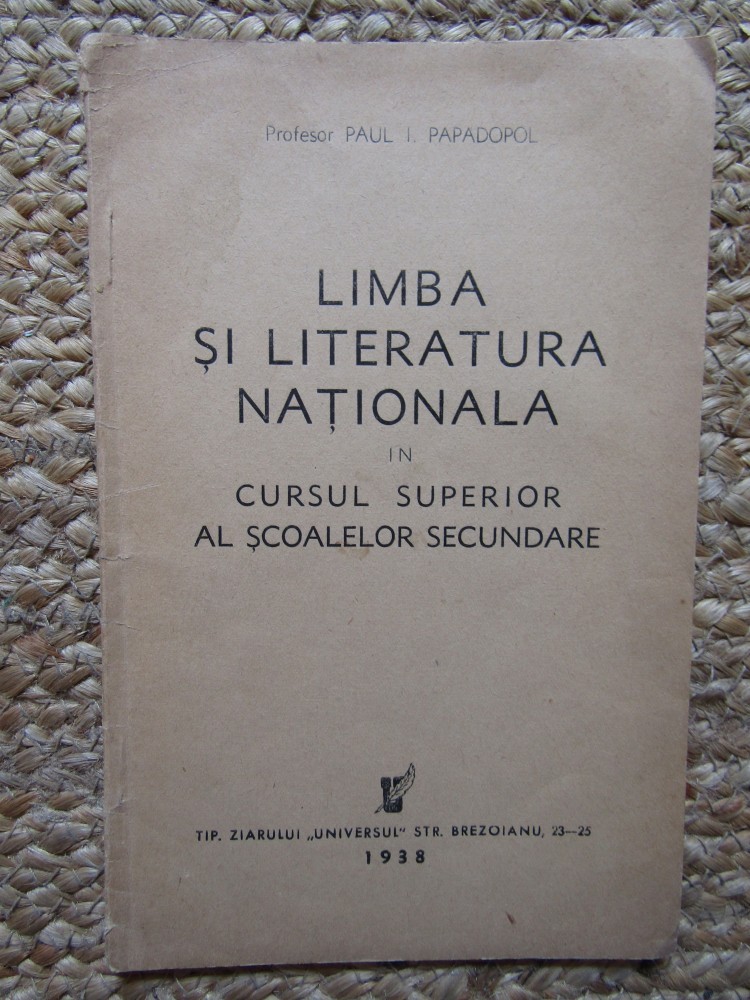 Profesor PAUL I. PAPADOPOL
LIMBA
ȘI LITERATURA
NAȚIONALA
IN
CURSUL SUPERIOR
AL ȘCOALELOR SECUNDARE
TIP. ZIARULUI „UNIVERSUL“ STR. BREZOIANU, 23—25
1938